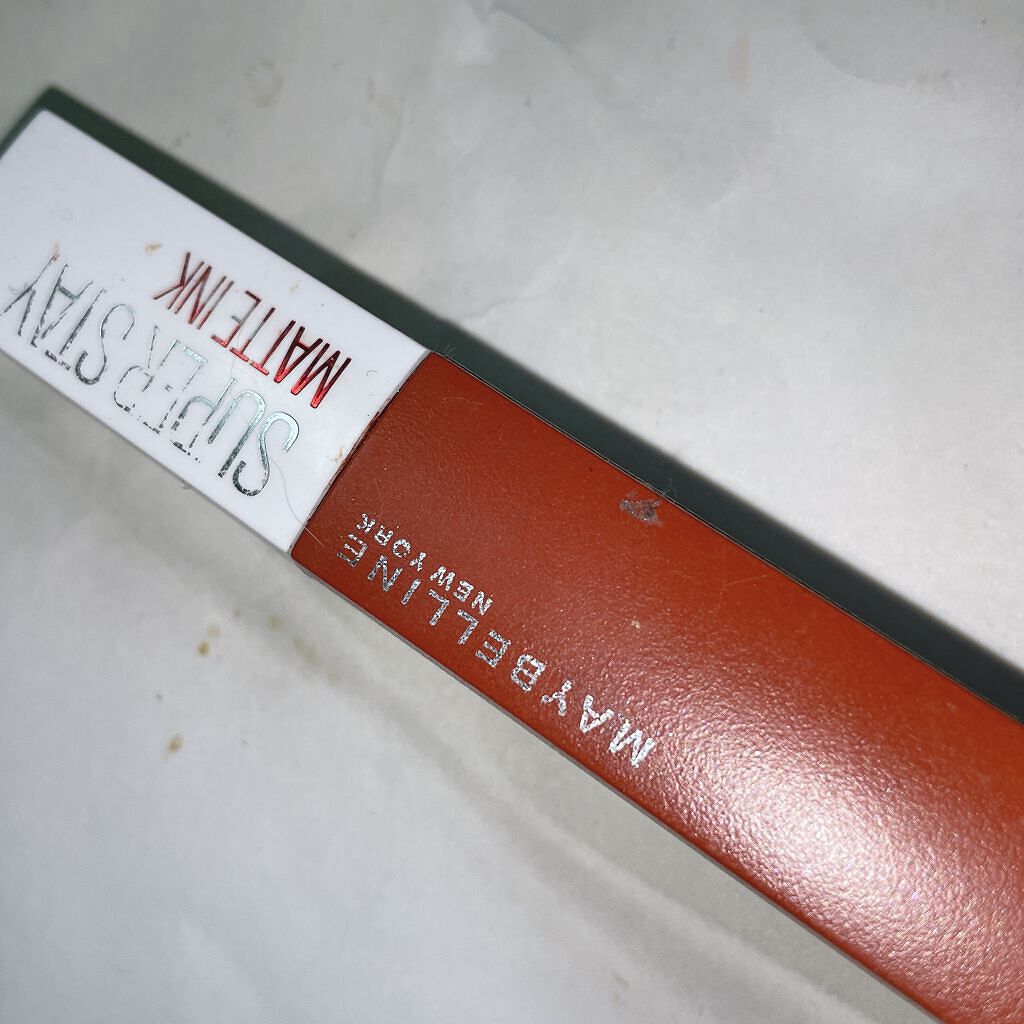 SUPER STAY
MATTE INK
MAYBELLINE
NEW YORK